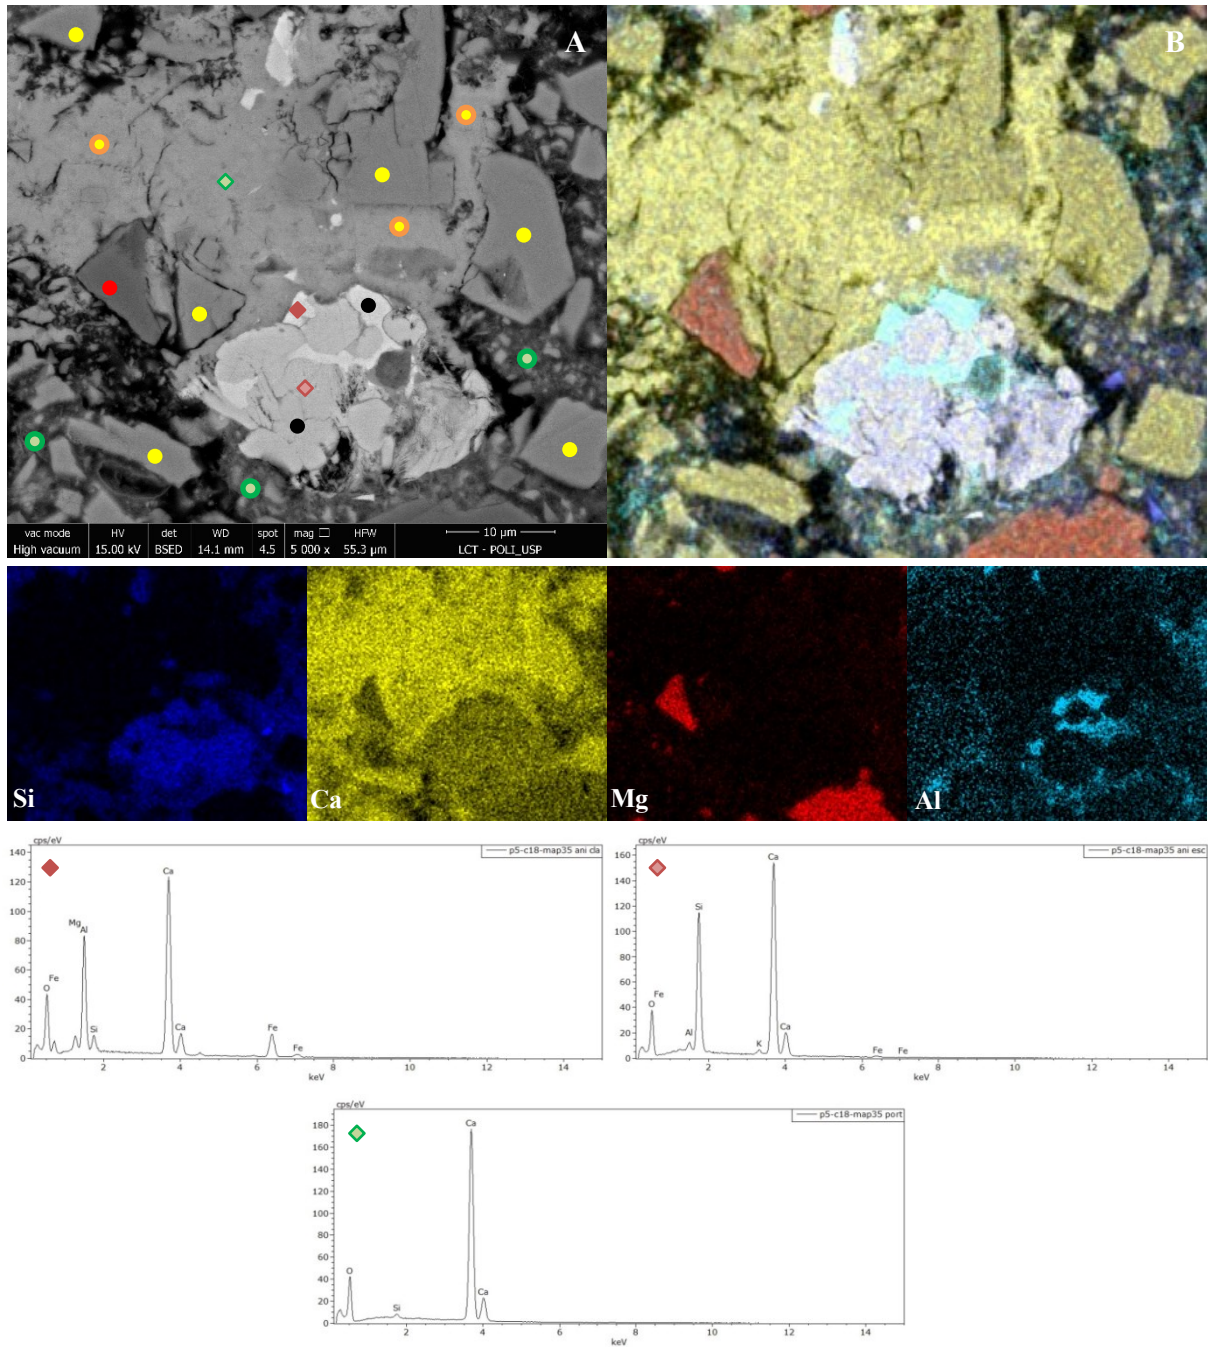 A
B
vac mode HV det WD spot mag HFW
High vacuum 15.00 kV BSED 14.1 mm 4.5 5 000 x 55.3 µm
10 µm
LCT - POLI_USP
Si
Ca
Mg
Al
cps/eV
p5-c18-map35 ani cla
140
120
100
80
60
40
20
0
Ca
Mg
Al
Fe
O
Si
Ca
Fe
Fe
2 4 6 8 10 12 14
keV
cps/eV
p5-c18-map35 ani esc
160
140
120
100
80
60
40
20
0
Ca
Si
Fe
O
Al
K
Ca
Fe
Fe
2 4 6 8 10 12 14
keV
cps/eV
p5-c18-map35 port
180
160
140
120
100
80
60
40
20
0
Ca
O
Si
Ca
2 4 6 8 10 12 14
keV